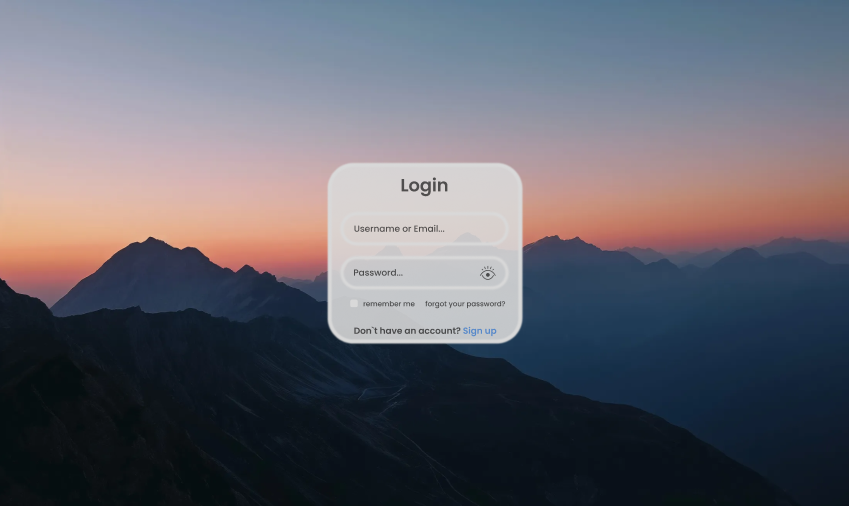 Login
Username or Email...
Password...
remember me forgot your password?
Don`t have an account? Sign up